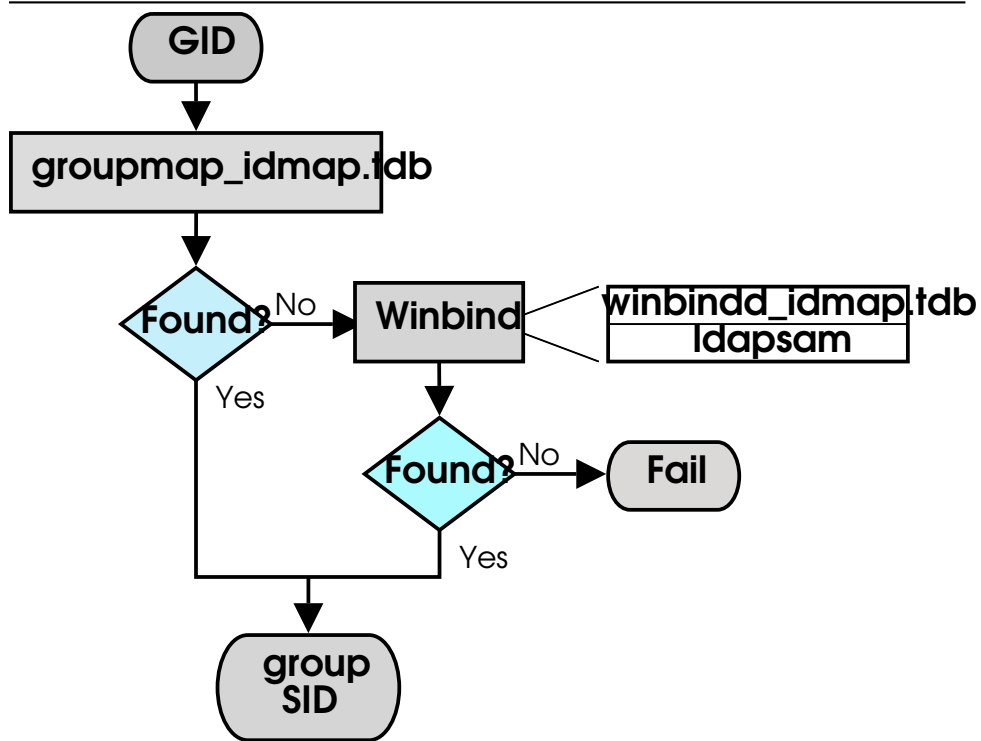 GID
groupmap_idmap.tdb
Found?
No
Winbind
winbindd_idmap.tdb
ldapsam
Yes
Found?
No
Fail
Yes
group
SID